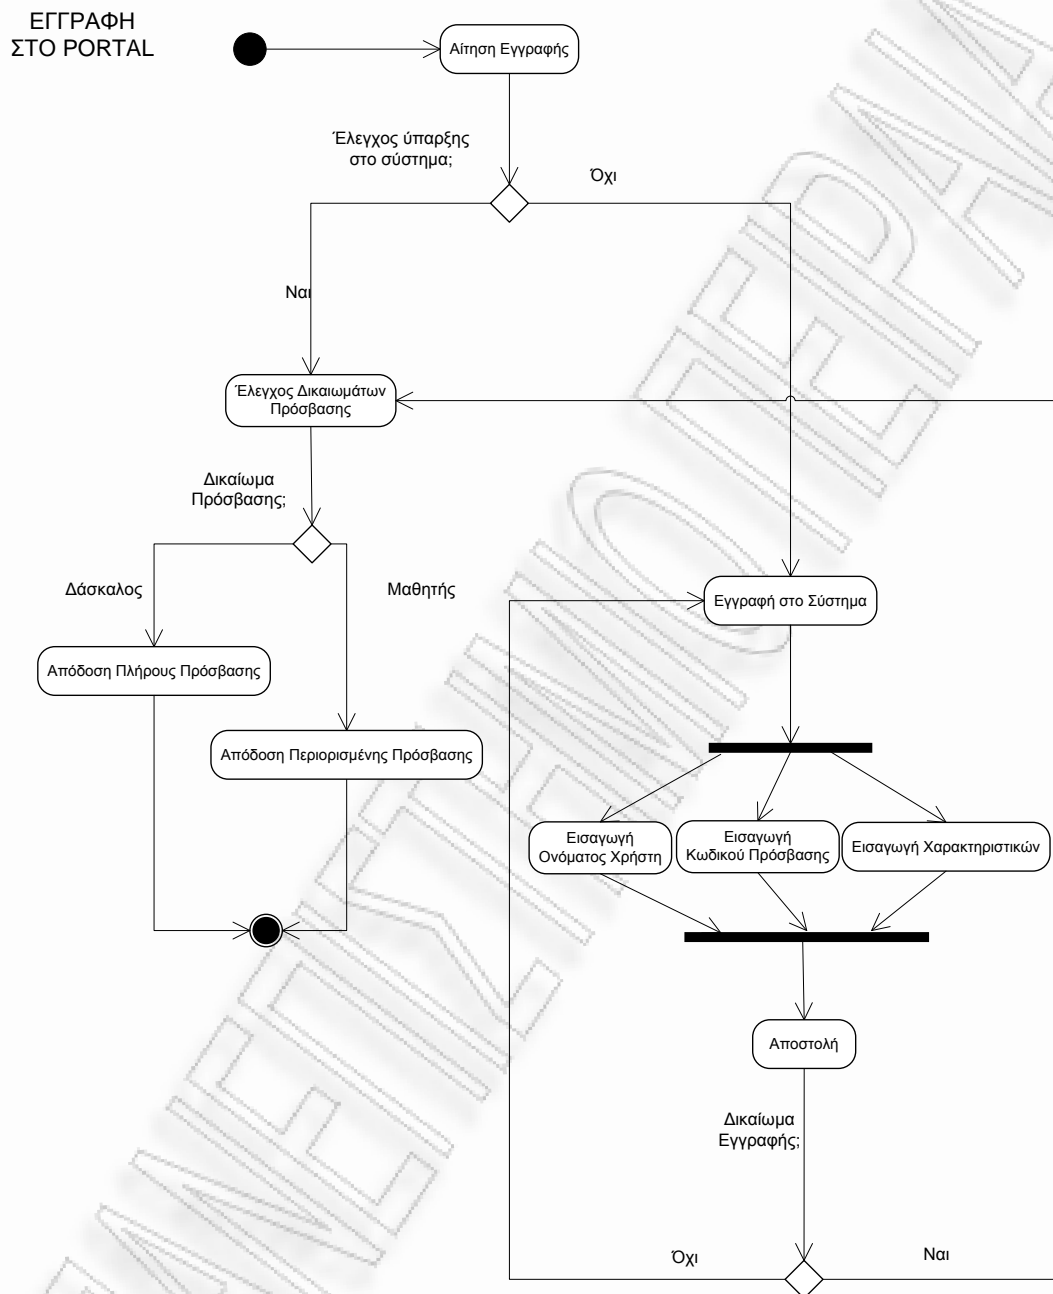 ΕΓΓΡΑΦΗ
ΣΤΟ PORTAL
Αίτηση Εγγραφής
Έλεγχος ύπαρξης
στο σύστημα;
Όχι
Ναι
Έλεγχος Δικαιωμάτων
Πρόσβασης
Δικαίωμα
Πρόσβασης;
Δάσκαλος
Μαθητής
Εγγραφή στο Σύστημα
Απόδοση Πλήρους Πρόσβασης
Απόδοση Περιορισμένης Πρόσβασης
Εισαγωγή
Ονόματος Χρήστη
Εισαγωγή
Κωδικού Πρόσβασης
Εισαγωγή Χαρακτηριστικών
Αποστολή
Δικαίωμα
Εγγραφής;
Όχι
Ναι